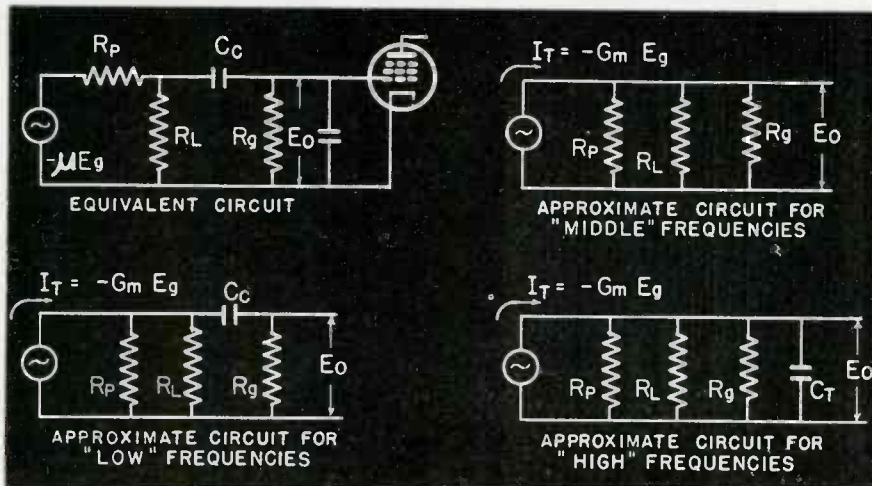 Rp
Cc
RL
Rg
Eo
-μEg
EQUIVALENT CIRCUIT
IT = -Gm Eg
Rp
RL
Rg
Eo
APPROXIMATE CIRCUIT FOR
"MIDDLE" FREQUENCIES
IT = -Gm Eg
Cc
Rp
RL
Rg
Eo
APPROXIMATE CIRCUIT FOR
"LOW" FREQUENCIES
IT = -Gm Eg
Rp
RL
Rg
CT
Eo
APPROXIMATE CIRCUIT FOR
"HIGH" FREQUENCIES